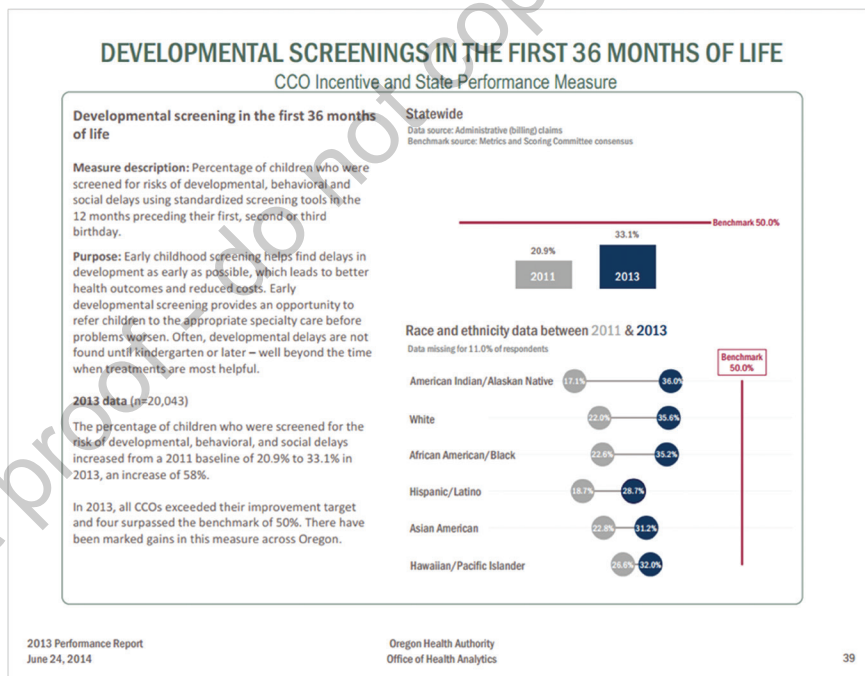 DEVELOPMENTAL SCREENINGS IN THE FIRST 36 MONTHS OF LIFE
CCO Incentive and State Performance Measure
Developmental screening in the first 36 months
of life
Measure description: Percentage of children who were
screened for risks of developmental, behavioral and
social delays using standardized screening tools in the
12 months preceding their first, second or third
birthday.
Purpose: Early childhood screening helps find delays in
development as early as possible, which leads to better
health outcomes and reduced costs. Early
developmental screening provides an opportunity to
refer children to the appropriate specialty care before
problems worsen. Often, developmental delays are not
found until kindergarten or later – well beyond the time
when treatments are most helpful.
2013 data (n=20,043)
The percentage of children who were screened for the
risk of developmental, behavioral, and social delays
increased from a 2011 baseline of 20.9% to 33.1% in
2013, an increase of 58%.
In 2013, all CCOs exceeded their improvement target
and four surpassed the benchmark of 50%. There have
been marked gains in this measure across Oregon.
Statewide
Data source: Administrative (billing) claims
Benchmark source: Metrics and Scoring Committee consensus
Benchmark 50.0%
33.1%
20.9%
2011 2013
Race and ethnicity data between 2011 & 2013
Data missing for 11.0% of respondents
Benchmark
50.0%
American Indian/Alaskan Native 17.1% 36.0%
White 22.0% 35.6%
African American/Black 22.6% 35.2%
Hispanic/Latino 18.7% 28.7%
Asian American 22.8% 31.2%
Hawaiian/Pacific Islander 26.6% 32.0%
2013 Performance Report
June 24, 2014
Oregon Health Authority
Office of Health Analytics
39
proof – do not cop